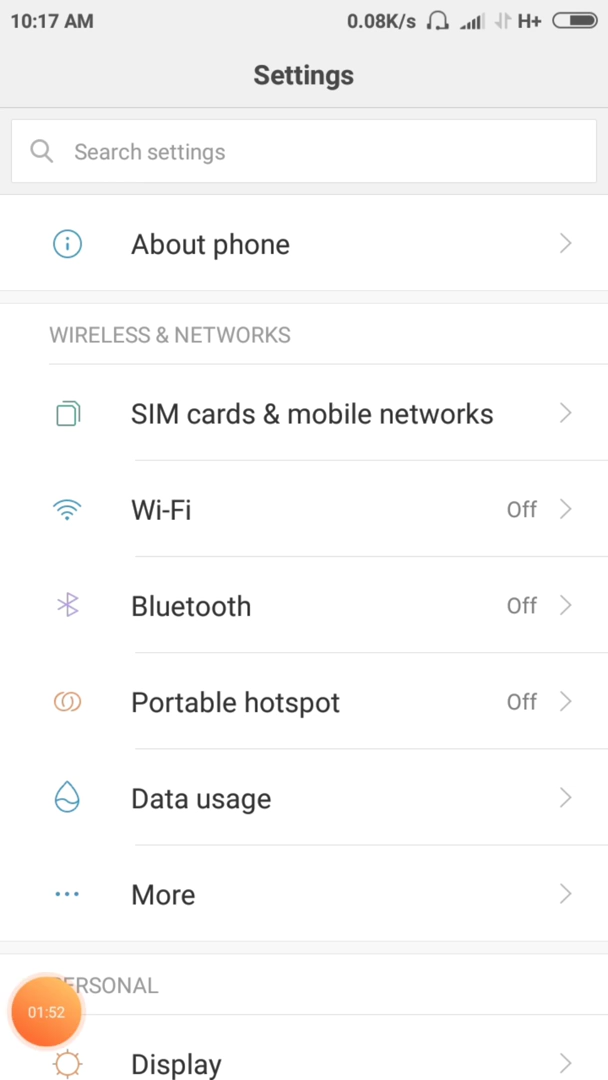 10:17 AM 0.08K/s H+
Settings
Search settings
About phone
WIRELESS & NETWORKS
SIM cards & mobile networks
Wi-Fi Off
Bluetooth Off
Portable hotspot Off
Data usage
More
ERSONAL
01:52
Display